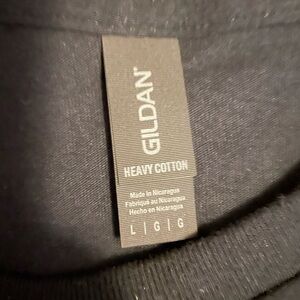 GILDAN®
HEAVY COTTON
Made in Nicaragua
Fabriqué au Nicaragua
Hecho en Nicaragua
L | G | G